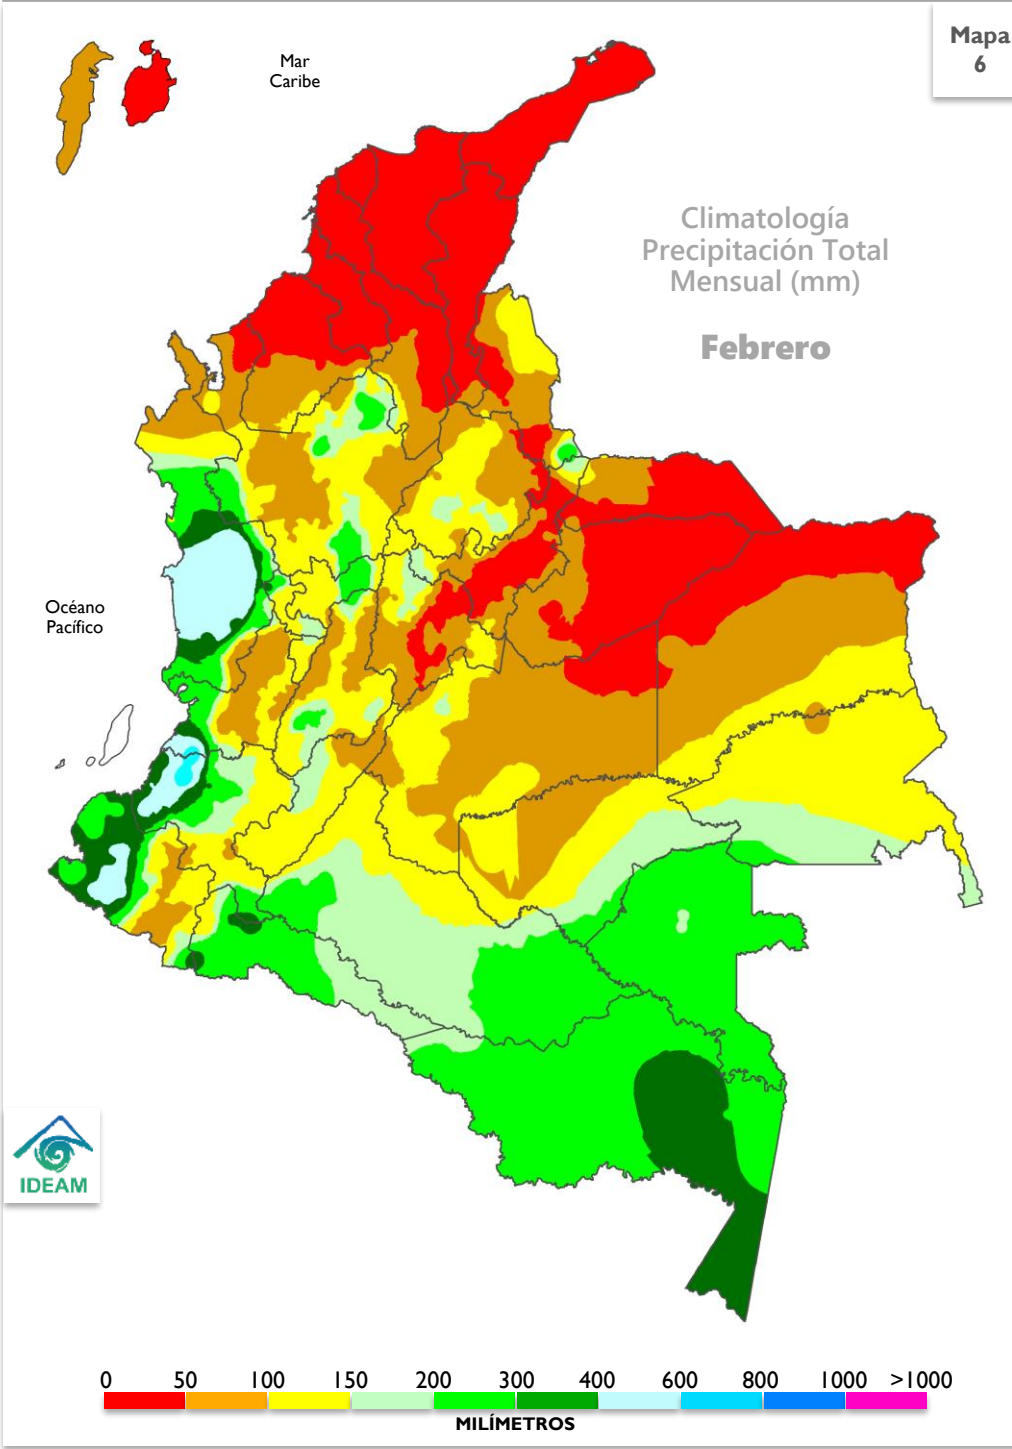 Mapa
6
Mar
Caribe
Climatología
Precipitación Total
Mensual (mm)
Febrero
Océano
Pacífico
IDEAM
0 50 100 150 200 300 400 600 800 1000 >1000
MILÍMETROS